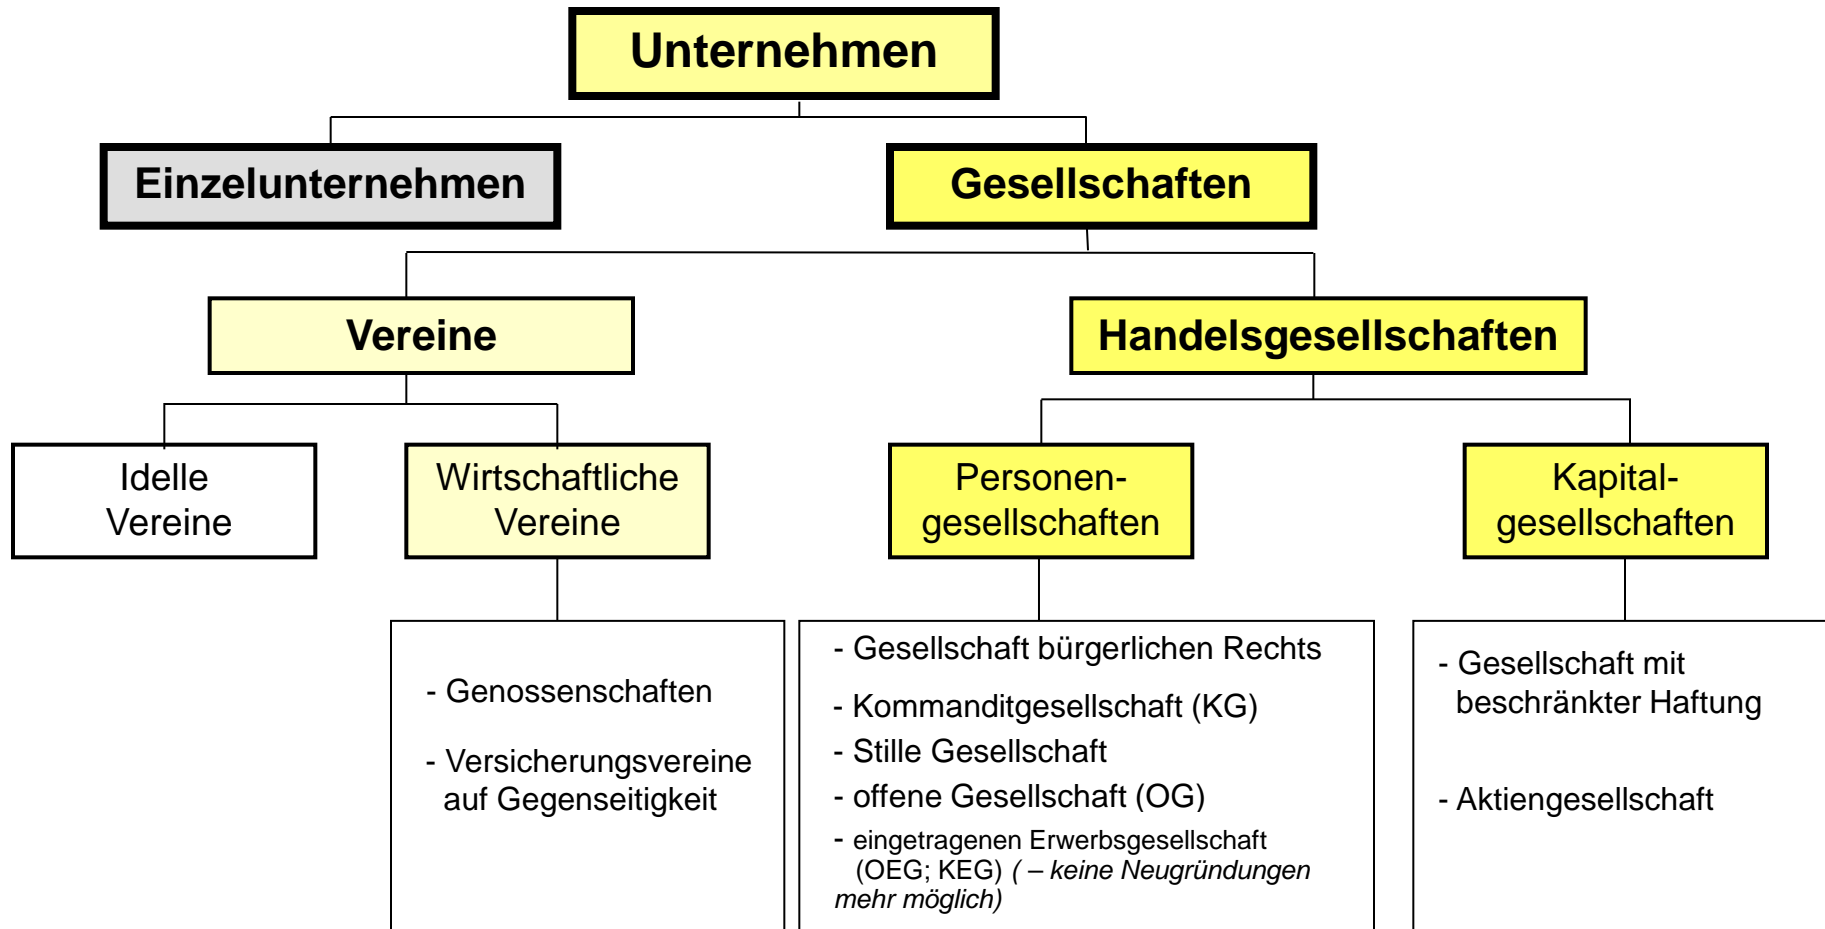 Unternehmen
Einzelunternehmen
Gesellschaften
Vereine
Handelsgesellschaften
Idelle
Vereine
Wirtschaftliche
Vereine
Personen-
gesellschaften
Kapital-
gesellschaften
- Genossenschaften
- Versicherungsvereine
auf Gegenseitigkeit
- Gesellschaft bürgerlichen Rechts
- Kommanditgesellschaft (KG)
- Stille Gesellschaft
- offene Gesellschaft (OG)
- eingetragenen Erwerbsgesellschaft
(OEG; KEG) ( – keine Neugründungen
mehr möglich)
- Gesellschaft mit
beschränkter Haftung
- Aktiengesellschaft